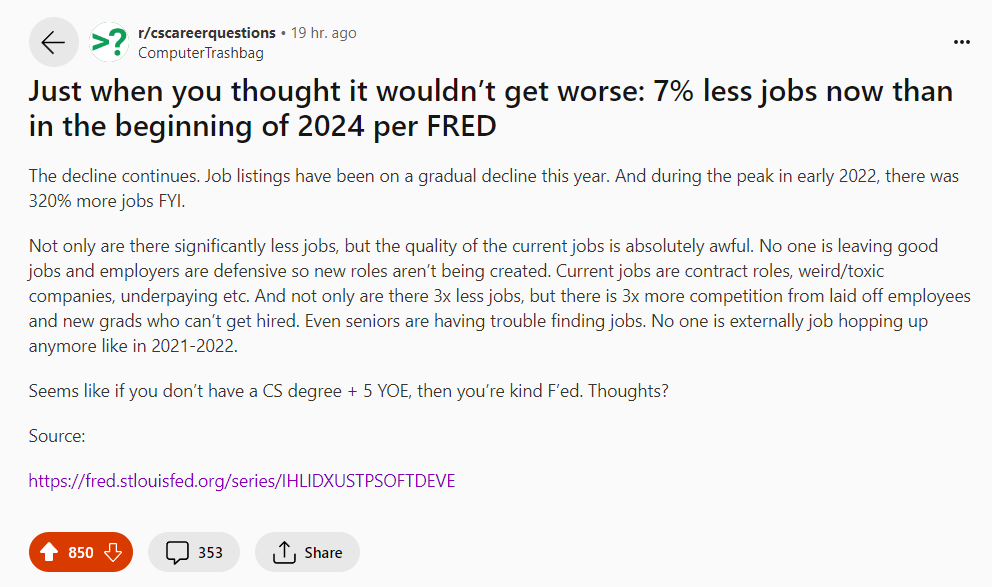 r/cscareerquestions • 19 hr. ago
ComputerTrashbag
Just when you thought it wouldn’t get worse: 7% less jobs now than
in the beginning of 2024 per FRED
The decline continues. Job listings have been on a gradual decline this year. And during the peak in early 2022, there was
320% more jobs FYI.
Not only are there significantly less jobs, but the quality of the current jobs is absolutely awful. No one is leaving good
jobs and employers are defensive so new roles aren’t being created. Current jobs are contract roles, weird/toxic
companies, underpaying etc. And not only are there 3x less jobs, but there is 3x more competition from laid off employees
and new grads who can’t get hired. Even seniors are having trouble finding jobs. No one is externally job hopping up
anymore like in 2021-2022.
Seems like if you don’t have a CS degree + 5 YOE, then you’re kind F’ed. Thoughts?
Source:
https://fred.stlouisfed.org/series/IHLIDXUSTPSOFTDEVE
850 353 Share